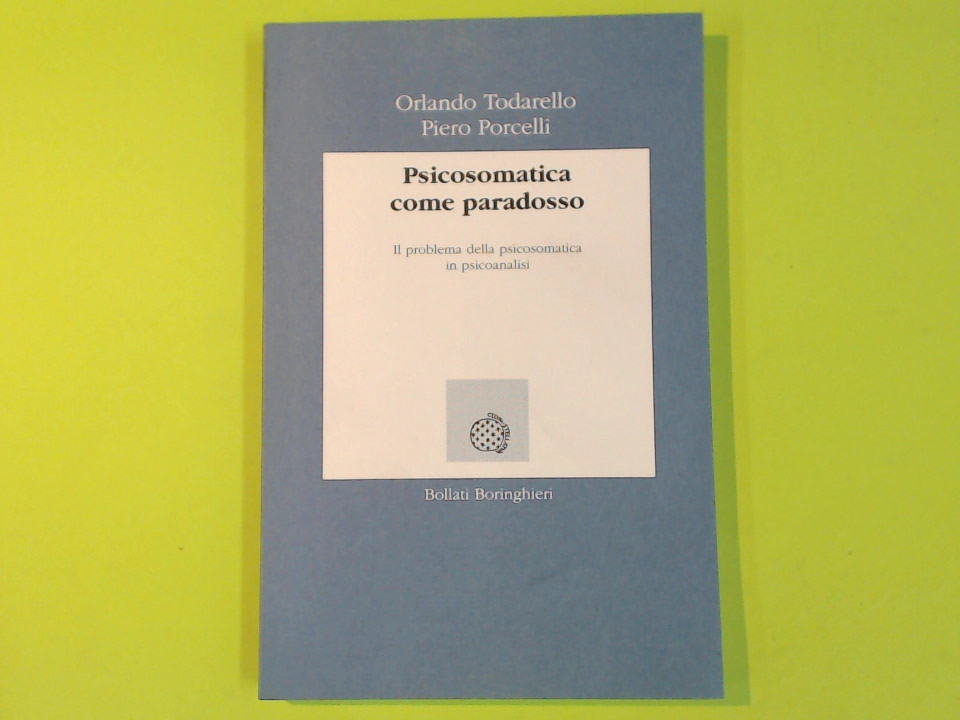 Orlando Todarello
Piero Porcelli
Psicosomatica
come paradosso
Il problema della psicosomatica
in psicoanalisi
Bollati Boringhieri